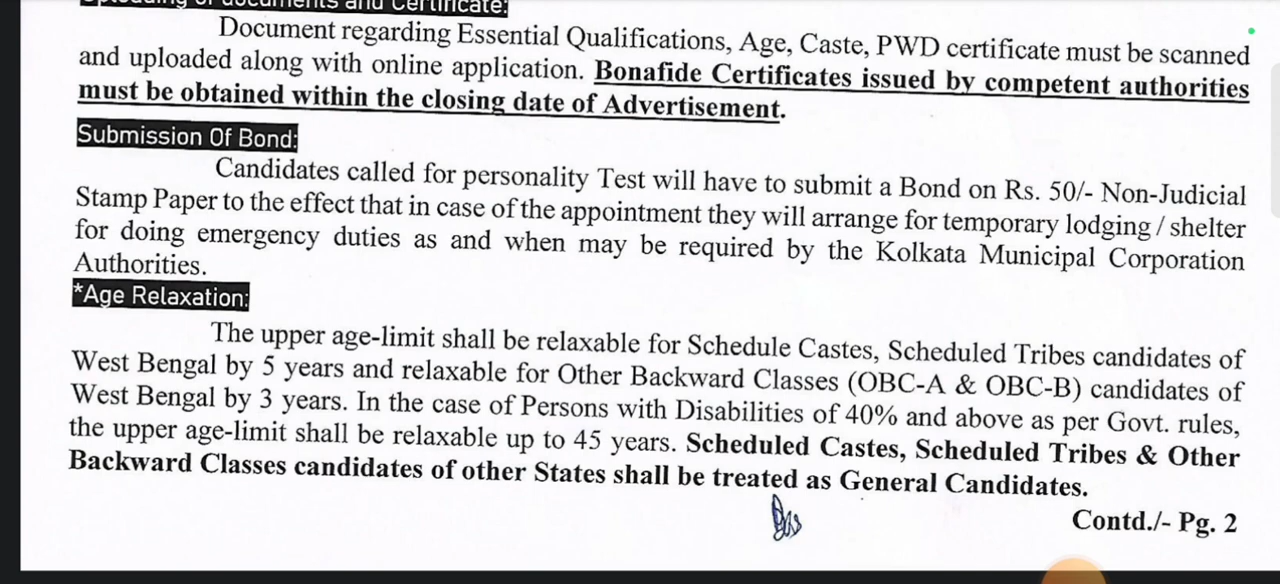 Uploading of documents and Certificate:
Document regarding Essential Qualifications, Age, Caste, PWD certificate must be scanned
and uploaded along with online application. Bonafide Certificates issued by competent authorities
must be obtained within the closing date of Advertisement.
Submission Of Bond:
Candidates called for personality Test will have to submit a Bond on Rs. 50/- Non-Judicial
Stamp Paper to the effect that in case of the appointment they will arrange for temporary lodging / shelter
for doing emergency duties as and when may be required by the Kolkata Municipal Corporation
Authorities.
*Age Relaxation:
The upper age-limit shall be relaxable for Schedule Castes, Scheduled Tribes candidates of
West Bengal by 5 years and relaxable for Other Backward Classes (OBC-A & OBC-B) candidates of
West Bengal by 3 years. In the case of Persons with Disabilities of 40% and above as per Govt. rules,
the upper age-limit shall be relaxable up to 45 years. Scheduled Castes, Scheduled Tribes & Other
Backward Classes candidates of other States shall be treated as General Candidates.
Contd./- Pg. 2